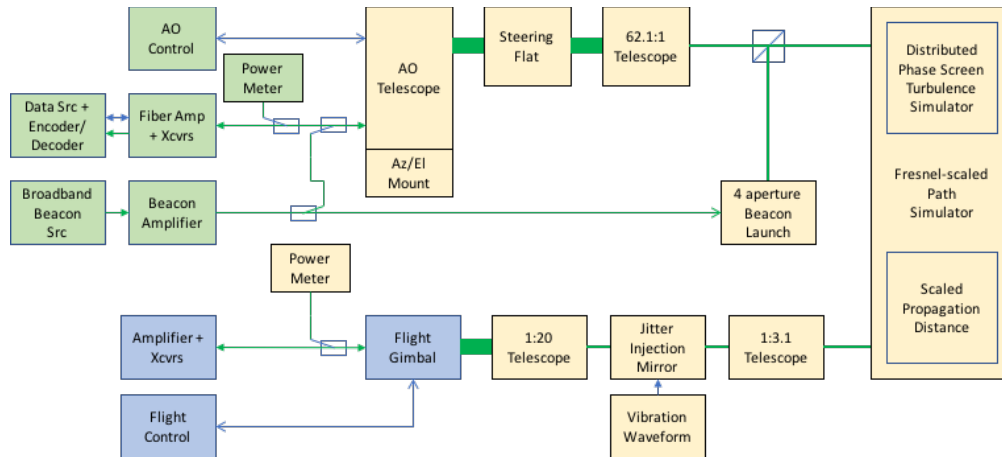 AO
Control
Power
Meter
AO
Telescope
Steering
Flat
62.1:1
Telescope
Distributed
Phase Screen
Turbulence
Simulator
Data Src +
Encoder/
Decoder
Fiber Amp
+ Xcvrs
Az/El
Mount
Broadband
Beacon
Src
Beacon
Amplifier
4 aperture
Beacon
Launch
Fresnel-scaled
Path
Simulator
Power
Meter
Amplifier +
Xcvrs
Flight
Gimbal
1:20
Telescope
Jitter
Injection
Mirror
1:3.1
Telescope
Scaled
Propagation
Distance
Flight
Control
Vibration
Waveform